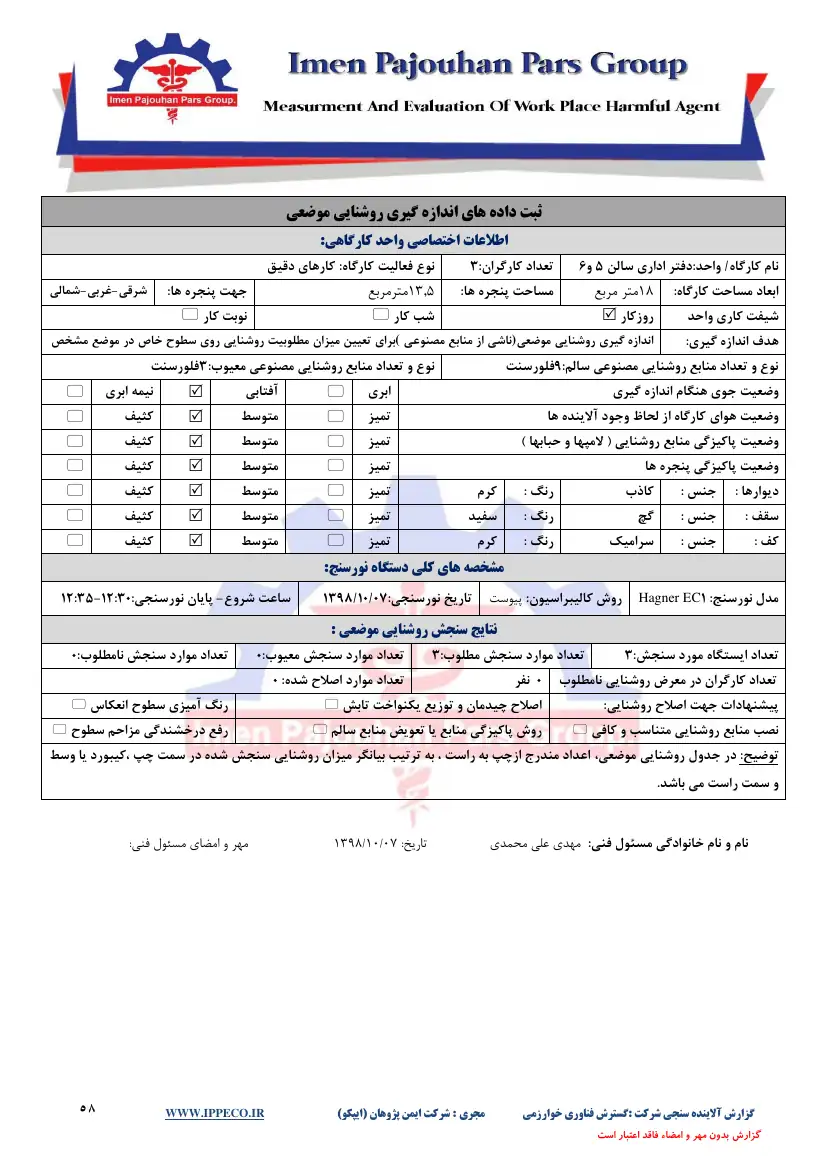 Imen Pajouhan Pars Group
Imen Pajouhan Pars Group.
Measurment And Evaluation Of Work Place Harmful Agent
ثبت داده های اندازه گیری روشنایی موضعی
اطلاعات اختصاصی واحد کارگاهی:
نام کارگاه/ واحد:دفتر اداری سالن ۵ و۶ تعداد کارگران:۳ نوع فعالیت کارگاه: کارهای دقیق
ابعاد مساحت کارگاه: ۱۸متر مربع مساحت پنجره ها: ۱۳,۵مترمربع جهت پنجره ها: شرقی-غربی-شمالی
شیفت کاری واحد روزکار ☑ شب کار ☐ نوبت کار ☐
هدف اندازه گیری: اندازه گیری روشنایی موضعی(ناشی از منابع مصنوعی )برای تعیین میزان مطلوبیت روشنایی روی سطوح خاص در موضع مشخص
نوع و تعداد منابع روشنایی مصنوعی سالم:۹فلورسنت نوع و تعداد منابع روشنایی مصنوعی معیوب:۳فلورسنت
وضعیت جوی هنگام اندازه گیری ابری ☐ آفتابی ☑ نیمه ابری ☐
وضعیت هوای کارگاه از لحاظ وجود آلاینده ها تمیز ☐ متوسط ☑ کثیف ☐
وضعیت پاکیزگی منابع روشنایی ( لامپها و حبابها ) تمیز ☐ متوسط ☑ کثیف ☐
وضعیت پاکیزگی پنجره ها تمیز ☐ متوسط ☑ کثیف ☐
دیوارها : جنس : کاذب رنگ : کرم تمیز ☐ متوسط ☑ کثیف ☐
سقف : جنس : گچ رنگ : سفید تمیز ☐ متوسط ☑ کثیف ☐
کف : جنس : سرامیک رنگ : کرم تمیز ☐ متوسط ☑ کثیف ☐
مشخصه های کلی دستگاه نورسنج:
مدل نورسنج: Hagner EC۱ روش کالیبراسیون: پیوست تاریخ نورسنجی:۱۳۹۸/۱۰/۰۷ ساعت شروع- پایان نورسنجی:۱۲:۳۰-۱۲:۳۵
نتایج سنجش روشنایی موضعی :
تعداد ایستگاه مورد سنجش:۳ تعداد موارد سنجش مطلوب:۳ تعداد موارد سنجش معیوب:۰ تعداد موارد سنجش نامطلوب:۰
تعداد کارگران در معرض روشنایی نامطلوب ۰ نفر تعداد موارد اصلاح شده: ۰
پیشنهادات جهت اصلاح روشنایی: اصلاح چیدمان و توزیع یکنواخت تابش ☐ رنگ آمیزی سطوح انعکاس
نصب منابع روشنایی متناسب و کافی ☐ روش پاکیزگی منابع یا تعویض منابع سالم ☐ رفع درخشندگی مزاحم سطوح ☐
توضیح: در جدول روشنایی موضعی، اعداد مندرج ازچپ به راست ، به ترتیب بیانگر میزان روشنایی سنجش شده در سمت چپ ،کیبورد یا وسط
و سمت راست می باشد.
Imen Pajouhan Pars Group.
نام و نام خانوادگی مسئول فنی: مهدی علی محمدی تاریخ: ۱۳۹۸/۱۰/۰۷ مهر و امضای مسئول فنی:
گزارش آلاینده سنجی شرکت :گسترش فناوری خوارزمی مجری : شرکت ایمن پژوهان (ایپکو) WWW.IPPECO.IR ۵۸
گزارش بدون مهر و امضاء فاقد اعتبار است